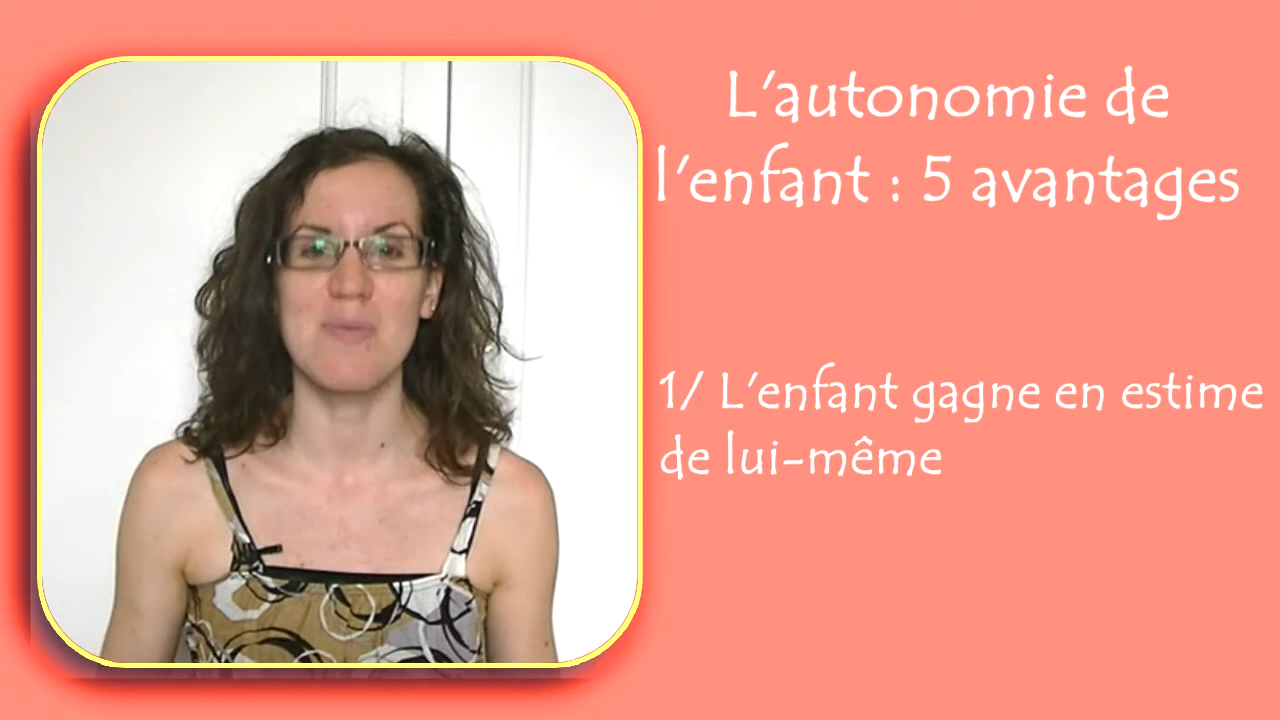 L'autonomie de
l'enfant : 5 avantages
1/ L'enfant gagne en estime
de lui-même